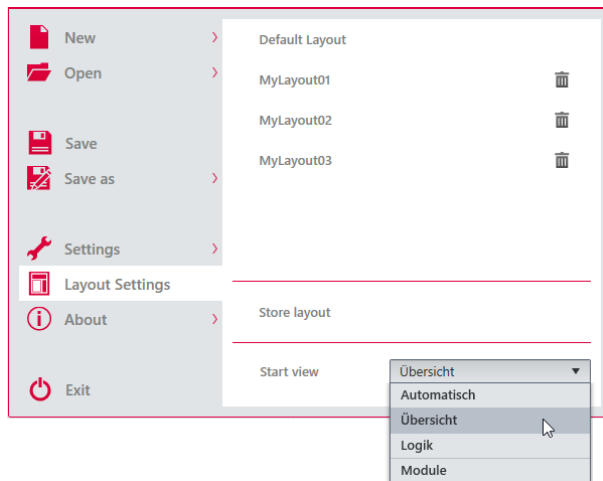 New
Open
Save
Save as
Settings
Layout Settings
About
Exit
Default Layout
MyLayout01
MyLayout02
MyLayout03
Store layout
Start view
Übersicht
Automatisch
Übersicht
Logik
Module